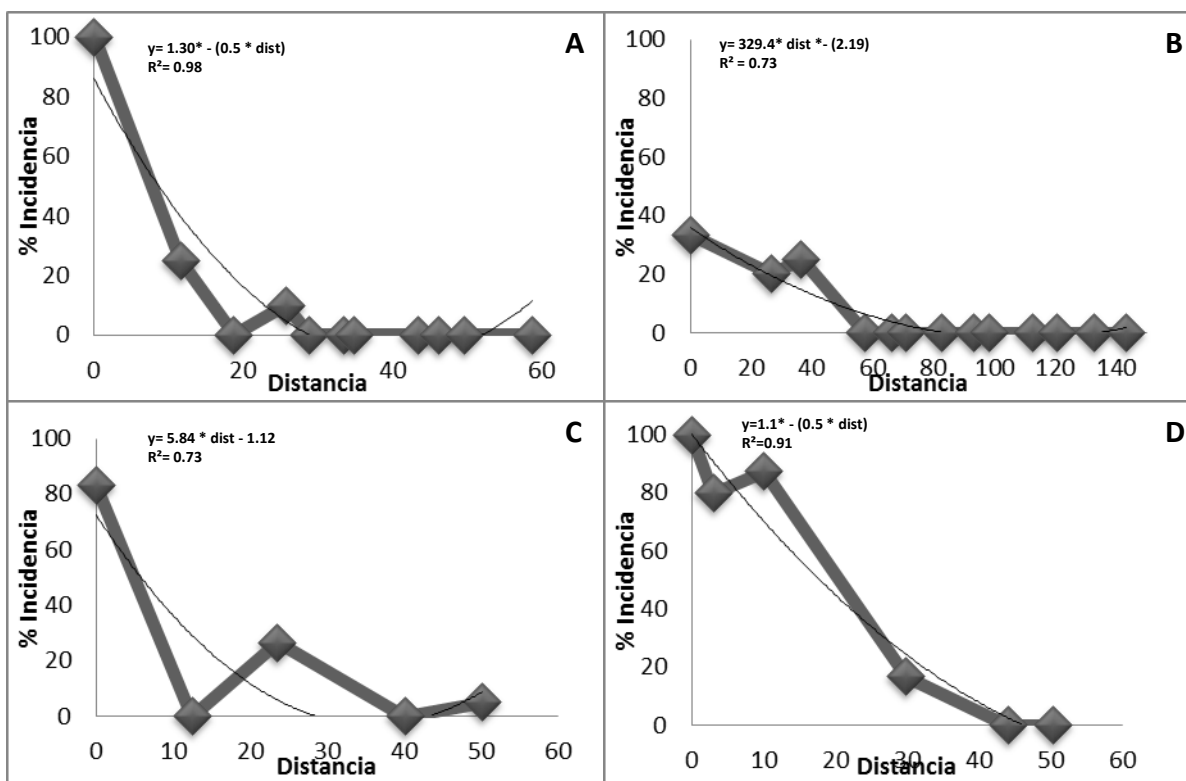 A
y= 1.30* - (0.5 * dist)
R²= 0.98
% Incidencia
100
80
60
40
20
0
0 20 40 60
Distancia
B
y= 329.4* dist *- (2.19)
R² = 0.73
% Incidencia
100
80
60
40
20
0
0 20 40 60 80 100 120 140
Distancia
C
y= 5.84 * dist - 1.12
R²= 0.73
% Incidencia
100
80
60
40
20
0
0 10 20 30 40 50 60
Distancia
D
y=1.1* - (0.5 * dist)
R²=0.91
% Incidencia
100
80
60
40
20
0
0 10 20 30 40 50 60
Distancia